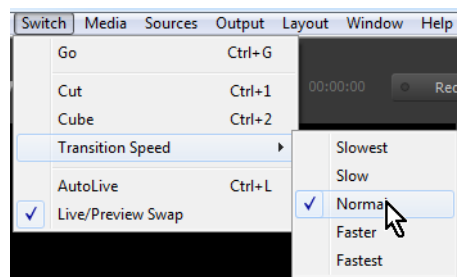 Switch Media Sources Output Layout Window Help
Go Ctrl+G
00:00:00 Rec
Cut Ctrl+1
Cube Ctrl+2
Transition Speed
Slowest
Slow
AutoLive Ctrl+L
Normal
Live/Preview Swap
Faster
Fastest